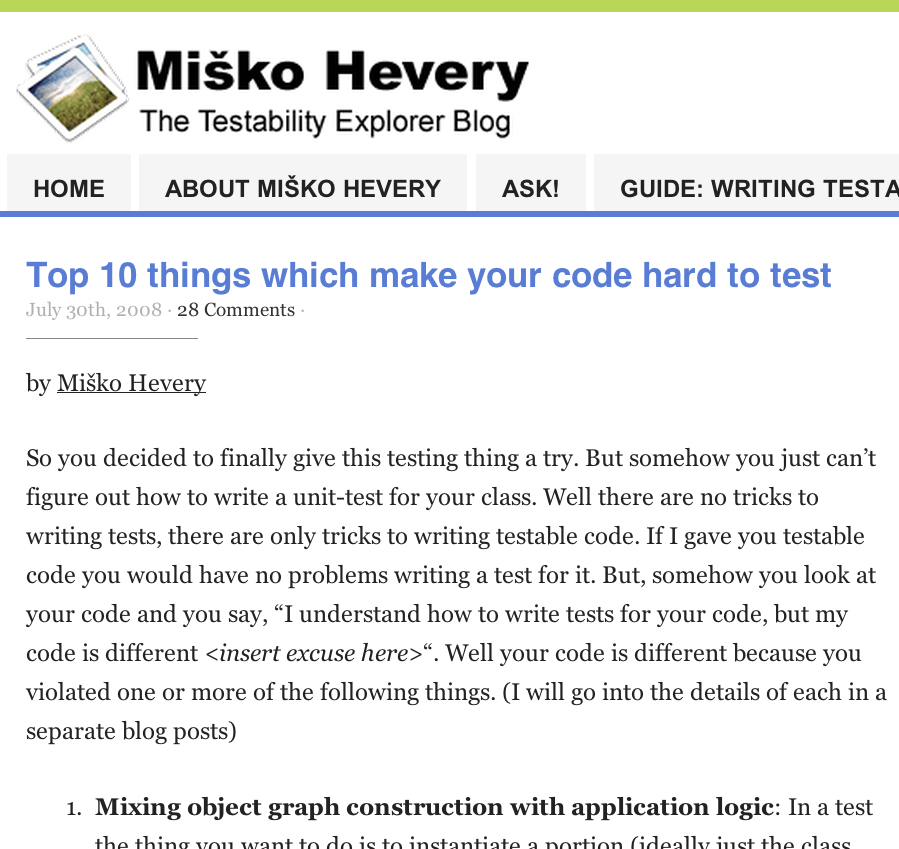 Miško Hevery
The Testability Explorer Blog
HOME ABOUT MIŠKO HEVERY ASK! GUIDE: WRITING TESTA
Top 10 things which make your code hard to test
July 30th, 2008 · 28 Comments ·
by Miško Hevery
So you decided to finally give this testing thing a try. But somehow you just can’t
figure out how to write a unit-test for your class. Well there are no tricks to
writing tests, there are only tricks to writing testable code. If I gave you testable
code you would have no problems writing a test for it. But, somehow you look at
your code and you say, “I understand how to write tests for your code, but my
code is different <insert excuse here>“. Well your code is different because you
violated one or more of the following things. (I will go into the details of each in a
separate blog posts)
1. Mixing object graph construction with application logic: In a test
the thing you want to do is to instantiate a portion (ideally just the class